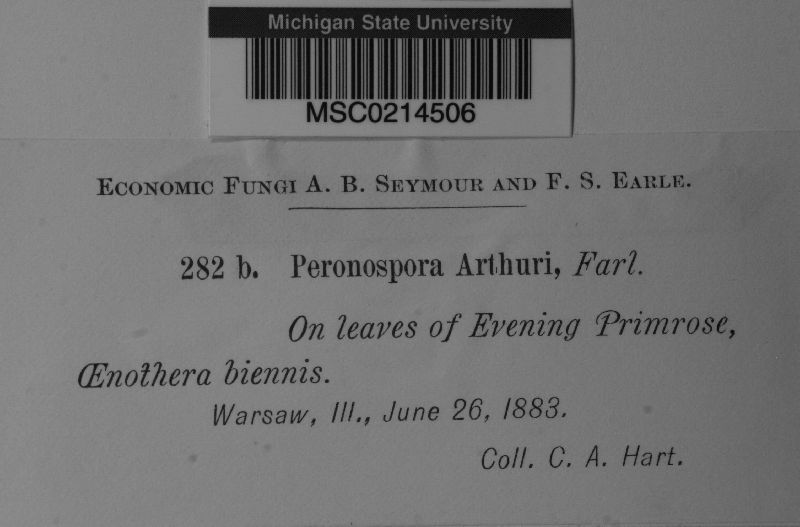 Michigan State University
MSC0214506
ECONOMIC FUNGI A. B. SEYMOUR AND F. S. EARLE.
282 b. Peronospora Arthuri, Farl.
On leaves of Evening Primrose,
Œnothera biennis.
Warsaw, Ill., June 26, 1883.
Coll. C. A. Hart.